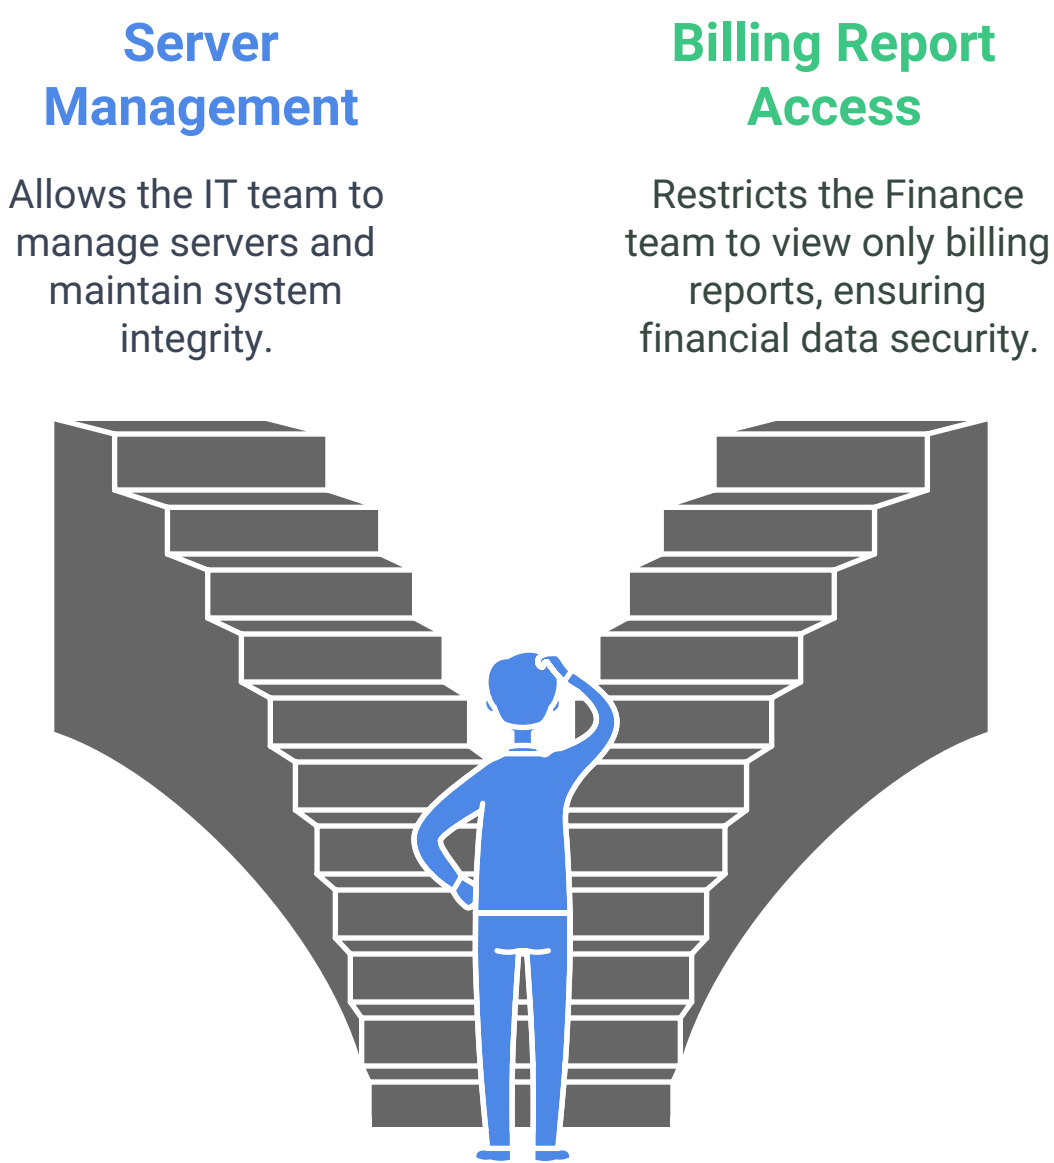 Server
Management
Allows the IT team to
manage servers and
maintain system
integrity.
Billing Report
Access
Restricts the Finance
team to view only billing
reports, ensuring
financial data security.